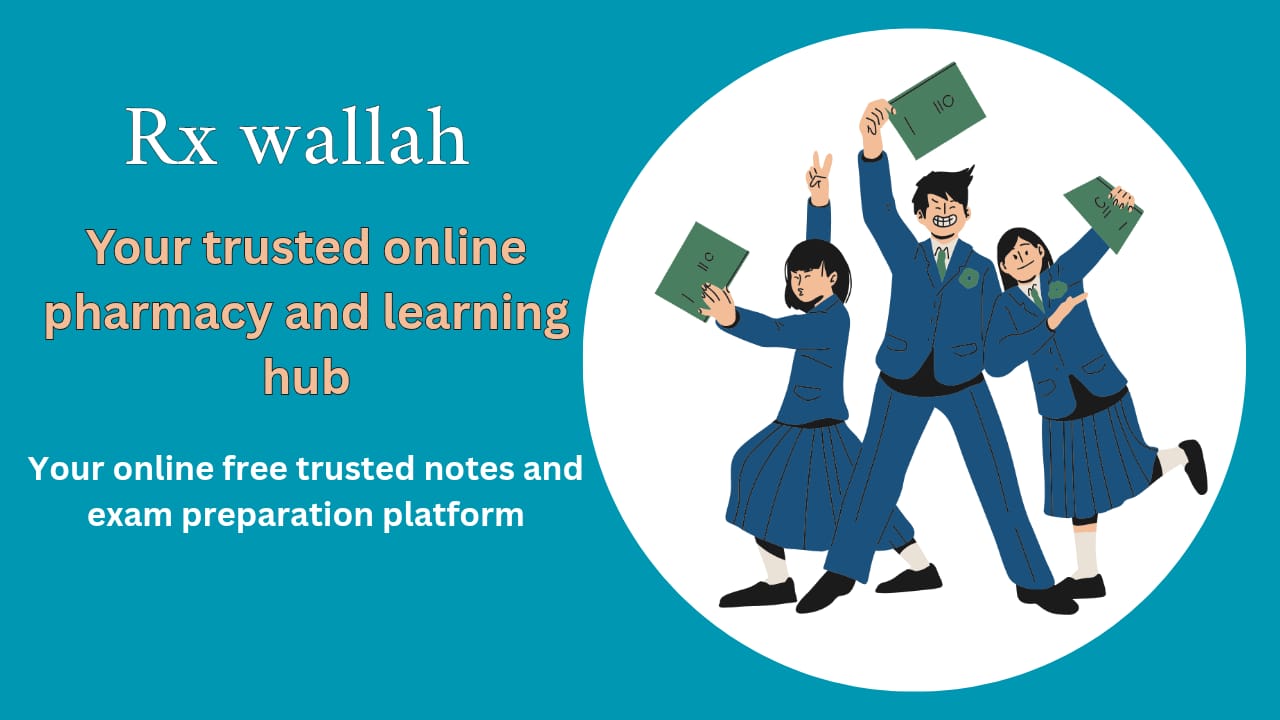 Rx wallah
Your trusted online
pharmacy and learning
hub
Your online free trusted notes and
exam preparation platform